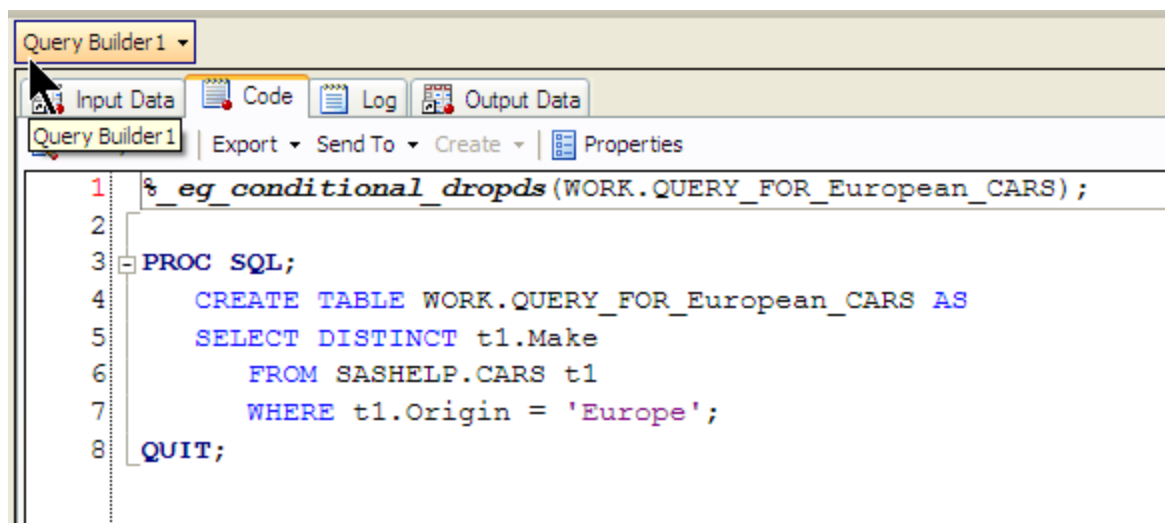 Query Builder1
Input Data Code Log Output Data
Query Builder1 Export Send To Create Properties
1 %_eg_conditional_dropds(WORK.QUERY_FOR_European_CARS);
2
3 PROC SQL;
4 CREATE TABLE WORK.QUERY_FOR_European_CARS AS
5 SELECT DISTINCT t1.Make
6 FROM SASHELP.CARS t1
7 WHERE t1.Origin = 'Europe';
8 QUIT;